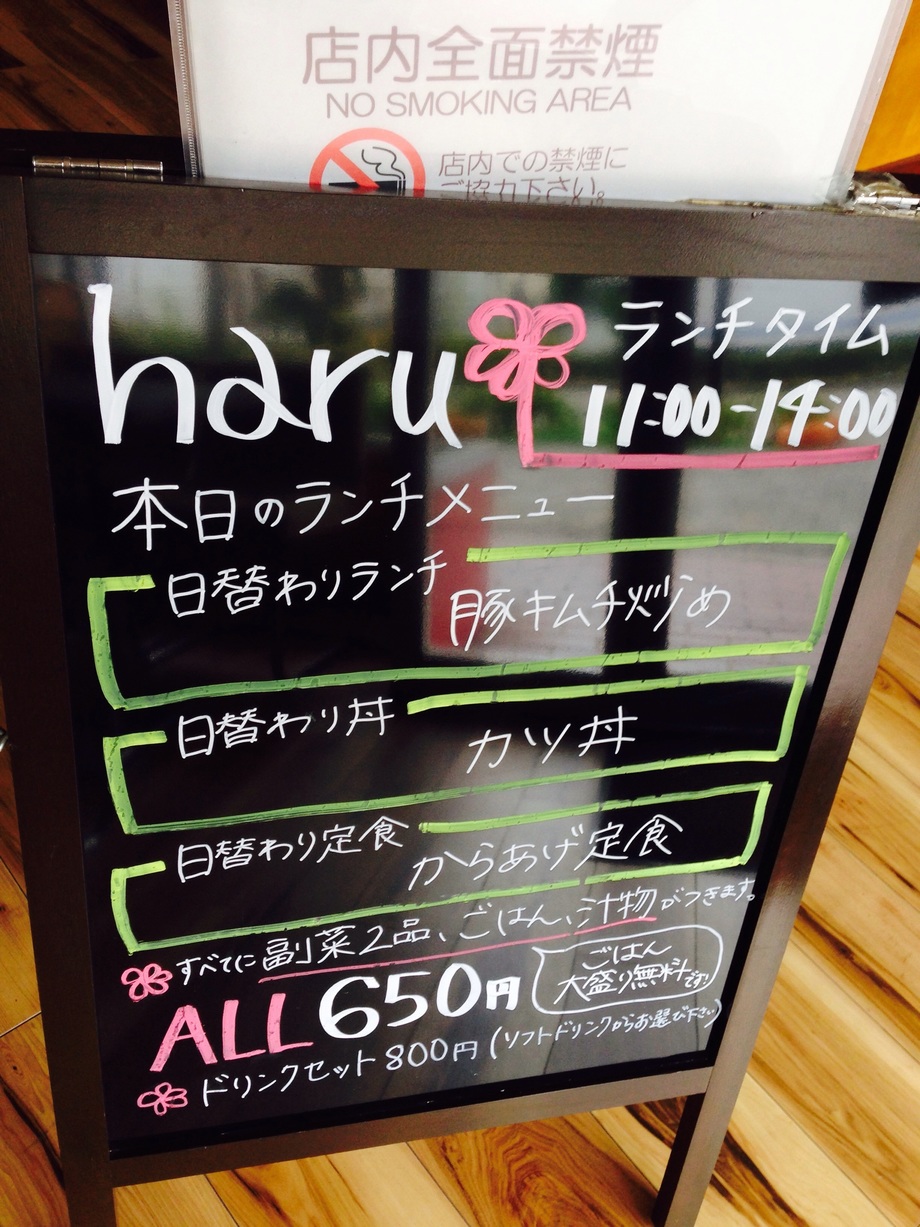 店内全面禁煙
NO SMOKING AREA
店内での禁煙に
ご協力下さい。
haru
ランチタイム
11:00-14:00
本日のランチメニュー
日替わりランチ
豚キムチ炒め
日替わり丼
カツ丼
日替わり定食
からあげ定食
すべてに副菜2品、ごはん、汁物がつきます。
ALL 650円
ごはん
大盛り無料です!
ドリンクセット 800円 (ソフトドリンクからお選び下さい)